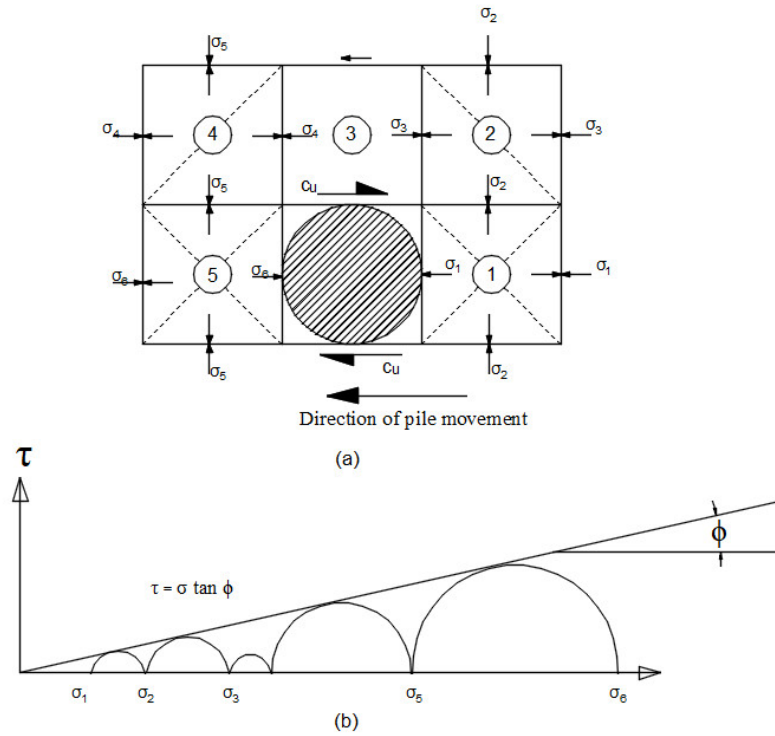 σ₂
σ₅
σ₄ 4 σ₄ 3 σ₃ 2 σ₃
σ₅ cᵤ σ₂
σ₆ 5 σ₆ σ₁ 1 σ₁
σ₅ cᵤ σ₂
Direction of pile movement
(a)
τ
ϕ
τ = σ tan ϕ
σ₁ σ₂ σ₃ σ₅ σ₆
(b)